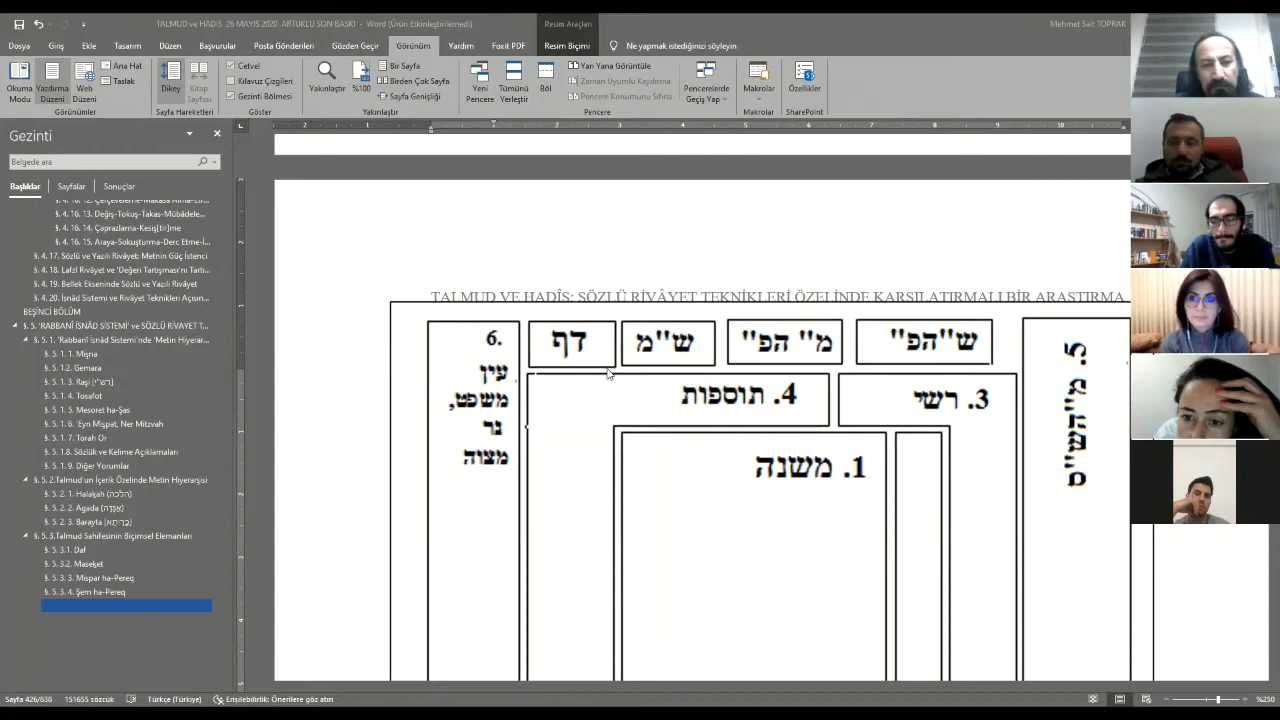 TALMUD ve HADİS 26 MAYIS 2020 ARTUKLU SON BASKI - Word (Ürün Etkinleştirilemedi)
Resim Araçları
Mehmet Sait TOPRAK
Dosya Giriş Ekle Tasarım Düzen Başvurular Posta Gönderileri Gözden Geçir Görünüm Yardım Foxit PDF Resim Biçimi Ne yapmak istediğinizi söyleyin
Okuma Modu
Yazdırma Düzeni
Web Düzeni
Ana Hat
Taslak
Görünümler
Dikey
Kitap Sayfası
Sayfa Hareketleri
Cetvel
Kılavuz Çizgileri
Gezinti Bölmesi
Göster
Yakınlaştır
%100
Bir Sayfa
Birden Çok Sayfa
Sayfa Genişliği
Yakınlaştır
Yeni Pencere
Tümünü Yerleştir
Böl
Yan Yana Görüntüle
Zaman Uyumlu Kaydırma
Pencere Konumunu Sıfırla
Pencerelerde Geçiş Yap
Pencere
Makrolar
Makrolar
Özellikler
SharePoint
Gezinti
Belgede ara
Başlıklar Sayfalar Sonuçlar
§. 4. 16. 12. Çerçeveleme-Makasa Alma-Etr...
§. 4. 16. 13. Değiş-Tokuş-Takas-Mübâdele...
§. 4. 16. 14. Çaprazlama-Kesiş[tir]me
§. 4. 16. 15. Araya-Sokuşturma-Derc Etme-İ...
§. 4. 17. Sözlü ve Yazılı Rivâyet: Metnin Güç İstenci
§. 4. 18. Lafzî Rivâyet ve 'Değeri Tartışması'nı Tartı...
§. 4. 19. Bellek Ekseninde Sözlü ve Yazılı Rivâyet
§. 4. 20. İsnâd Sistemi ve Rivâyet Teknikleri Açısın...
BEŞİNCİ BÖLÜM
§. 5. 'RABBANÎ İSNÂD SİSTEMİ' ve SÖZLÜ RİVAYET T...
§. 5. 1. 'Rabbanî İsnâd Sistemi'nde 'Metin Hiyerar...
§. 5. 1. 1. Mişna
§. 5. 1.2. Gemara
§. 5. 1. 3. Raşi [רש"י]
§. 5. 1. 4. Tosafot
§. 5. 1. 5. Mesoret ha-Şas
§. 5. 1. 6. 'Eyn Mişpat, Ner Mitzvah
§. 5. 1. 7. Torah Or
§. 5. 1.8. Sözlük ve Kelime Açıklamaları
§. 5. 1. 9. Diğer Yorumlar
§. 5. 2.Talmud'un İçerik Özelinde Metin Hiyerarşisi
§. 5. 2. 1. Halakah (הלכה)
§. 5. 2. 2. Agada (אַגָּדָה)
§. 5. 2. 3. Barayta [בָּרַיְתָא]
§. 5. 3.Talmud Sahifesinin Biçimsel Elemanları
§. 5. 3.1. Daf
§. 5. 3.2. Maseket
§. 5. 3. 3. Mispar ha-Pereq
§. 5. 3. 4. Şem ha-Pereq
TALMUD VE HADÎS: SÖZLÜ RİVÂYET TEKNİKLERİ ÖZELİNDE KARŞILAŞTIRMALI BİR ARAŞTIRMA
ש"הפ"
מ" הפ"
ש"מ
דף
6.
עין
משפט,
נר
מצוה
5. מ"הש"ס
3. רשי
4. תוספות
1. משנה
Sayfa 426/838 151655 sözcük Türkçe (Türkiye) Erişilebilirlik: Önerilere göz atın %250